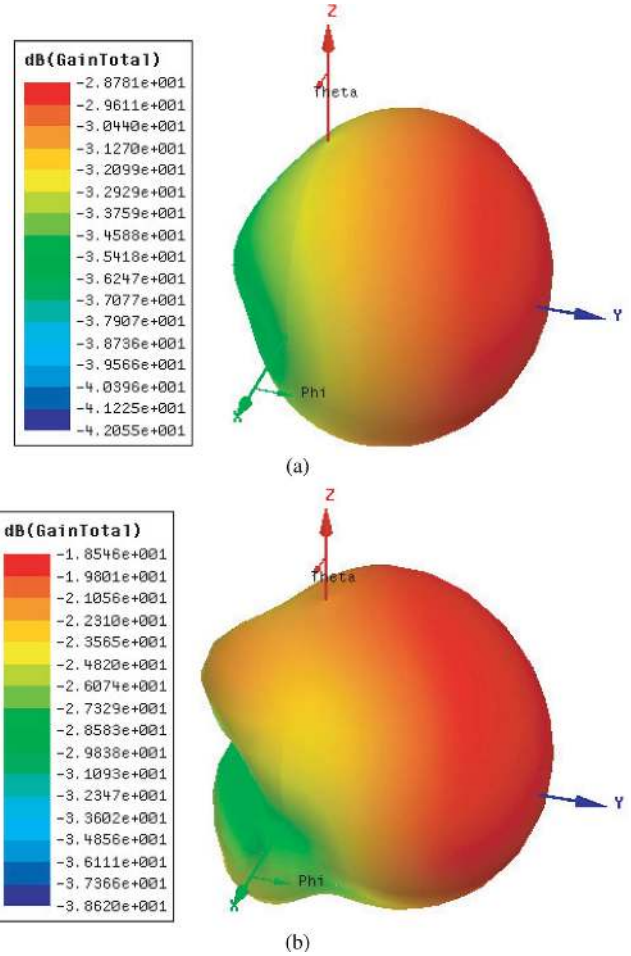 Z
dB(GainTotal)
-2.8781e+001
-2.9611e+001
-3.0440e+001
-3.1270e+001
-3.2099e+001
-3.2929e+001
-3.3759e+001
-3.4588e+001
-3.5418e+001
-3.6247e+001
-3.7077e+001
-3.7907e+001
-3.8736e+001
-3.9566e+001
-4.0396e+001
-4.1225e+001
-4.2055e+001
Theta
Y
Phi
X
(a)
Z
dB(GainTotal)
-1.8546e+001
-1.9801e+001
-2.1056e+001
-2.2310e+001
-2.3565e+001
-2.4820e+001
-2.6074e+001
-2.7329e+001
-2.8583e+001
-2.9838e+001
-3.1093e+001
-3.2347e+001
-3.3602e+001
-3.4856e+001
-3.6111e+001
-3.7366e+001
-3.8620e+001
Theta
Y
Phi
X
(b)